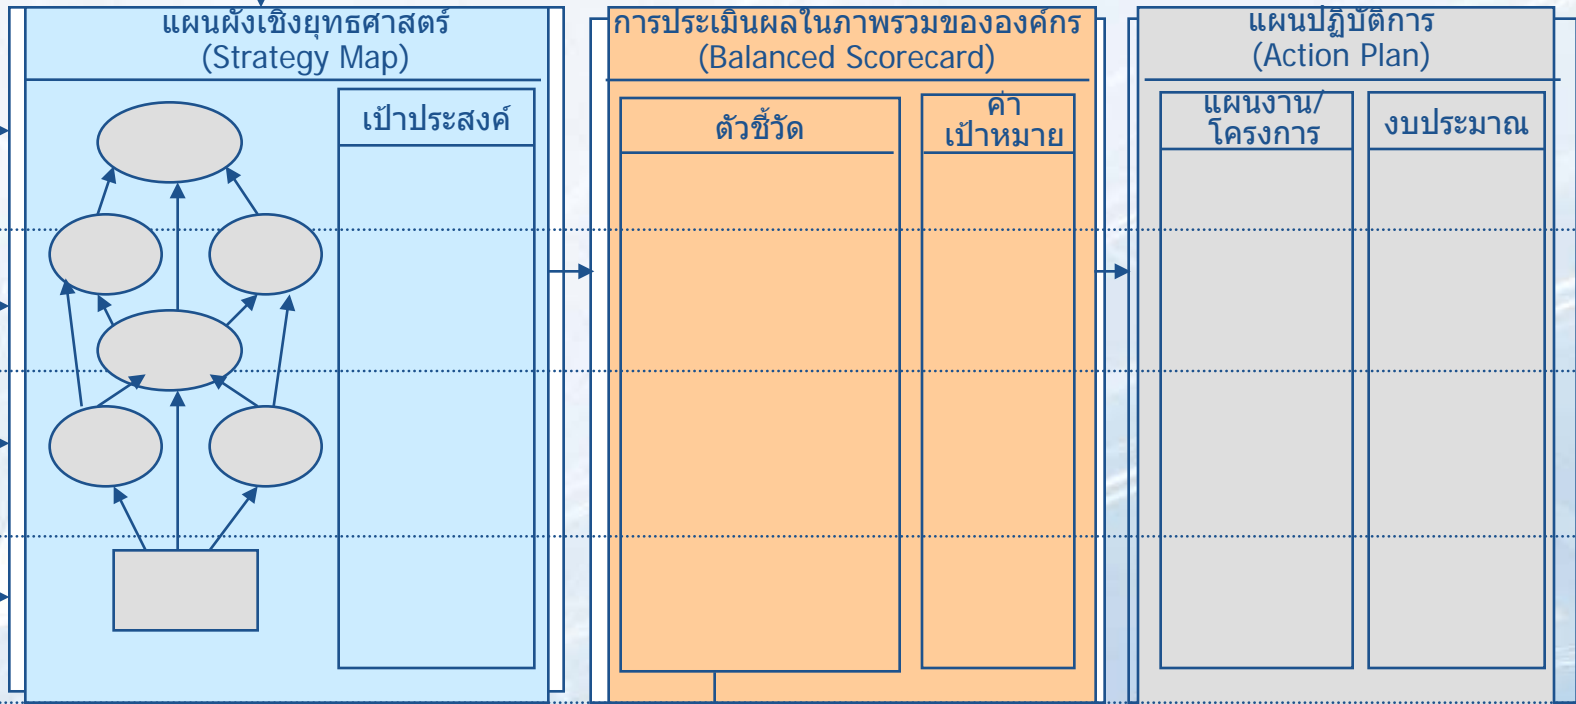 แผนผังเชิงยุทธศาสตร์
(Strategy Map)
เป้าประสงค์
การประเมินผลในภาพรวมขององค์กร
(Balanced Scorecard)
ตัวชี้วัด
ค่า
เป้าหมาย
แผนปฏิบัติการ
(Action Plan)
แผนงาน/
โครงการ
งบประมาณ